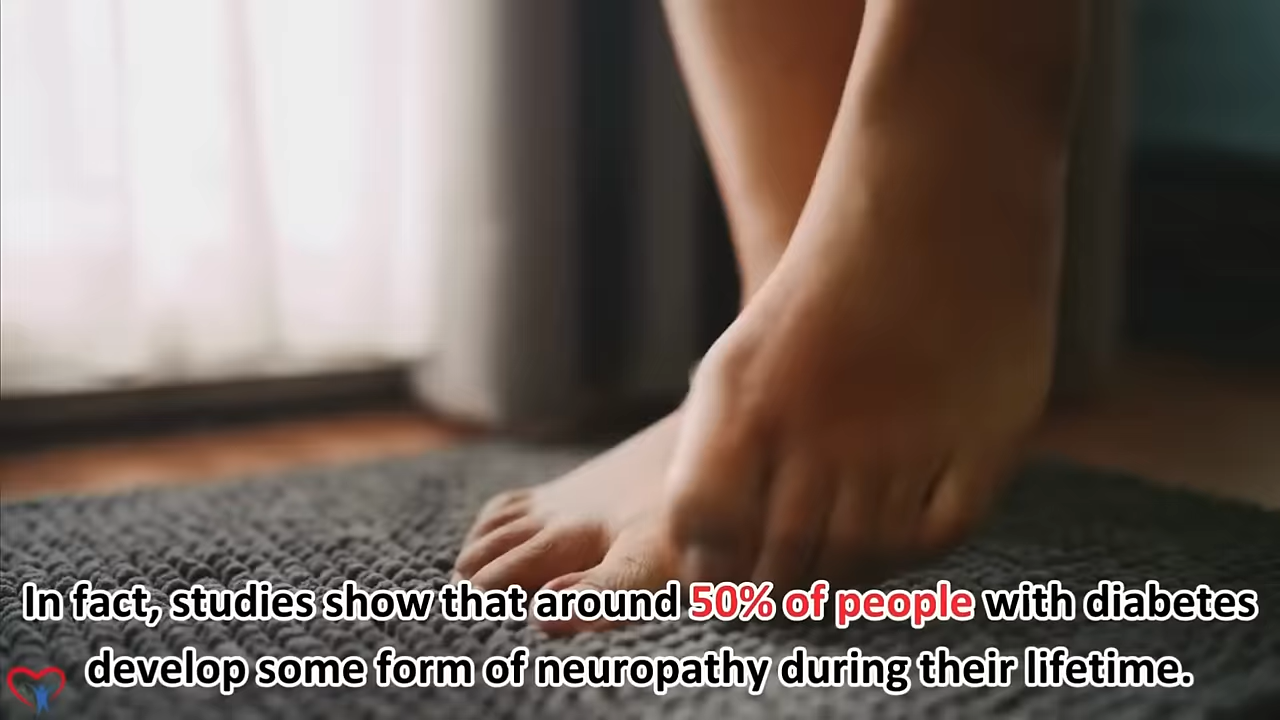 In fact, studies show that around 50% of people with diabetes
develop some form of neuropathy during their lifetime.